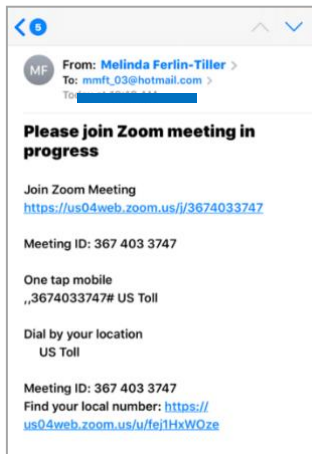 5
MF
From: Melinda Ferlin-Tiller >
To: mmft_03@hotmail.com >
Please join Zoom meeting in
progress
Join Zoom Meeting
https://us04web.zoom.us/j/3674033747
Meeting ID: 367 403 3747
One tap mobile
,,3674033747# US Toll
Dial by your location
US Toll
Meeting ID: 367 403 3747
Find your local number: https://
us04web.zoom.us/u/fej1HxWOze